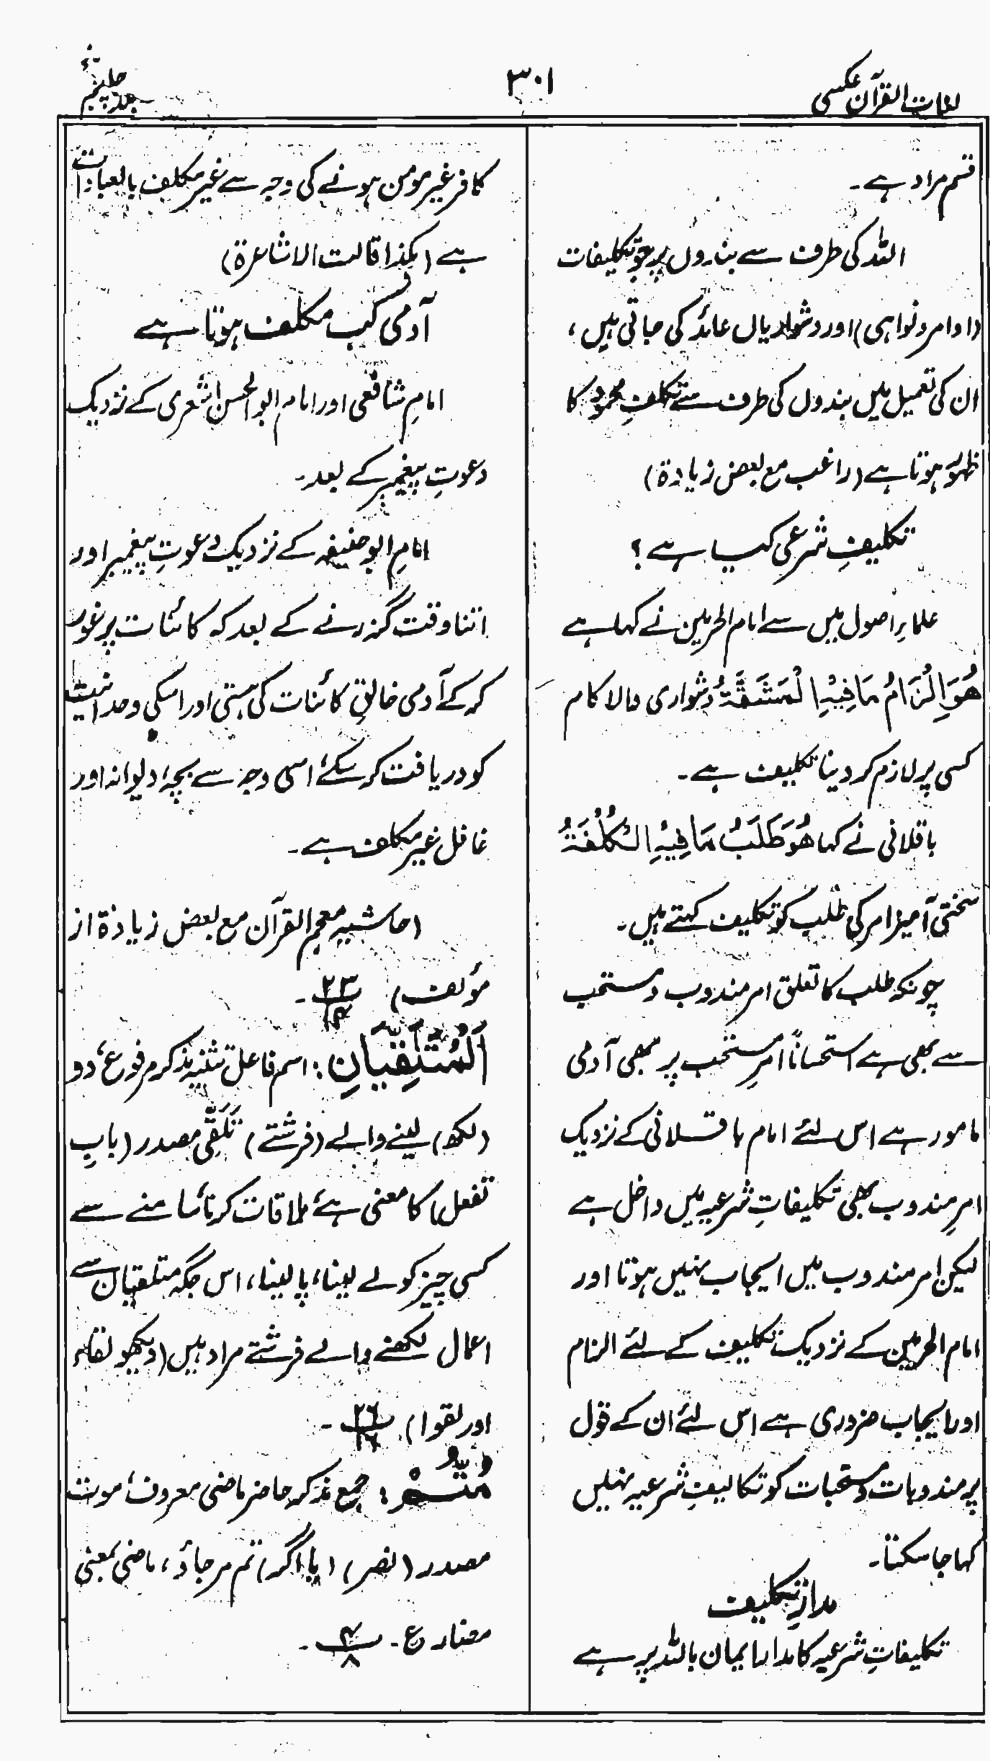 لغات القرآن عکسی
۳۰۱
جلد پنجم
قسم مراد ہے۔
اللہ کی طرف سے بندوں پر جو تکلیفات
(اوامر و نواہی) اور دشواریاں عائد کی جاتی ہیں،
ان کی تعمیل میں بندوں کی طرف سے تکلفِ محمود کا
ظہور ہوتا ہے (راغب مع بعض زیادۃ)
تکلیفِ شرعی کیا ہے؟
علماءِ اصول میں سے امام الحرمین نے کہا ہے
هُوَ اِلْزَامُ مَا فِيْهِ الْمَشَقَّةُ دشواری والا کام
کسی پر لازم کر دینا تکلیف ہے۔
باقلانی نے کہا هُوَ طَلَبُ مَا فِيْهِ الْكُلْفَةُ
سختی آمیز امر کی طلب کو تکلیف کہتے ہیں۔
چونکہ طلب کا تعلق امر مندوب و مستحب
سے بھی ہے استحساناً امرِ مستحب پر بھی آدمی
مامور ہے اس لئے امام باقلانی کے نزدیک
امرِ مندوب بھی تکلیفاتِ شرعیہ میں داخل ہے
لیکن امر مندوب میں ایجاب نہیں ہوتا اور
امام الحرمین کے نزدیک تکلیف کے لئے الزام
اور ایجاب ضروری ہے اس لئے ان کے قول
پر مندوبات و مستحبات کو تکالیفِ شرعیہ نہیں
کہا جا سکتا۔
مدارِ تکلیف
تکلیفاتِ شرعیہ کا مدار ایمان باللہ پر ہے
کافر غیر مومن ہونے کی وجہ سے غیر مکلف بالعبادات
ہے (ہکذا قالت الاشاعرۃ)
آدمی کب مکلف ہوتا ہے
امامِ شافعی اور امام ابوالحسن اشعری کے نزدیک
دعوتِ پیغمبر کے بعد۔
امام ابو حنیفہ کے نزدیک دعوتِ پیغمبر اور
اتنا وقت گذرنے کے بعد کہ کائنات پر غور
کر کے آدمی خالقِ کائنات کی ہستی اور اسکی وحدانیت
کو دریافت کر سکے، اسی وجہ سے بچہ، دیوانہ اور
غافل غیر مکلف ہے۔
(حاشیہ معجم القرآن مع بعض زیادۃ از
مؤلف)
اَلْمُتَلَقِّيَانِ: اسم فاعل تثنیہ مذکر مرفوع، دو
(لکھ) لینے والے (فرشتے) تَلَقِّیْ مصدر (بابِ
تفعل) کا معنی ہے، ملاقات کرنا، سامنے سے
کسی چیز کو لے لینا، پا لینا، اس جگہ متلقیان سے
اعمال لکھنے والے فرشتے مراد ہیں (دیکھو لقاء
اور لقوا) ۲۶/۱۶ ۔
مُتُّمْ: جمع مذکر حاضر ماضی معروف، موت
مصدر (نصر) (یا اگر) تم مر جاؤ، ماضی بمعنی
مضارع۔ ۴/۸ ۔